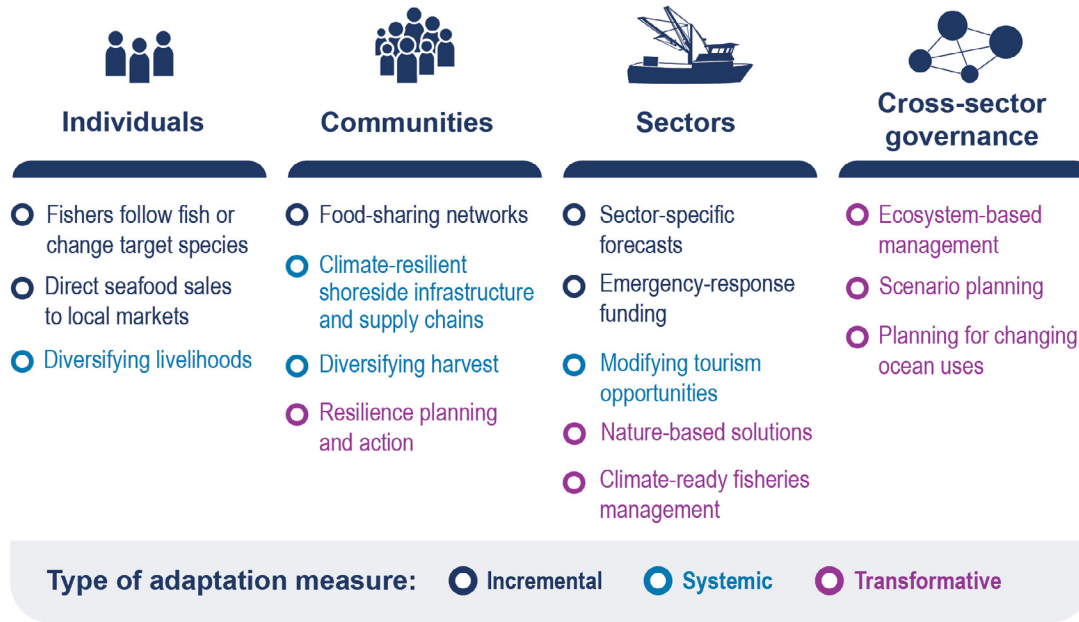 Individuals
Fishers follow fish or
change target species
Direct seafood sales
to local markets
Diversifying livelihoods
Communities
Food-sharing networks
Climate-resilient
shoreside infrastructure
and supply chains
Diversifying harvest
Resilience planning
and action
Sectors
Sector-specific
forecasts
Emergency-response
funding
Modifying tourism
opportunities
Nature-based solutions
Climate-ready fisheries
management
Cross-sector
governance
Ecosystem-based
management
Scenario planning
Planning for changing
ocean uses
Type of adaptation measure: Incremental Systemic Transformative